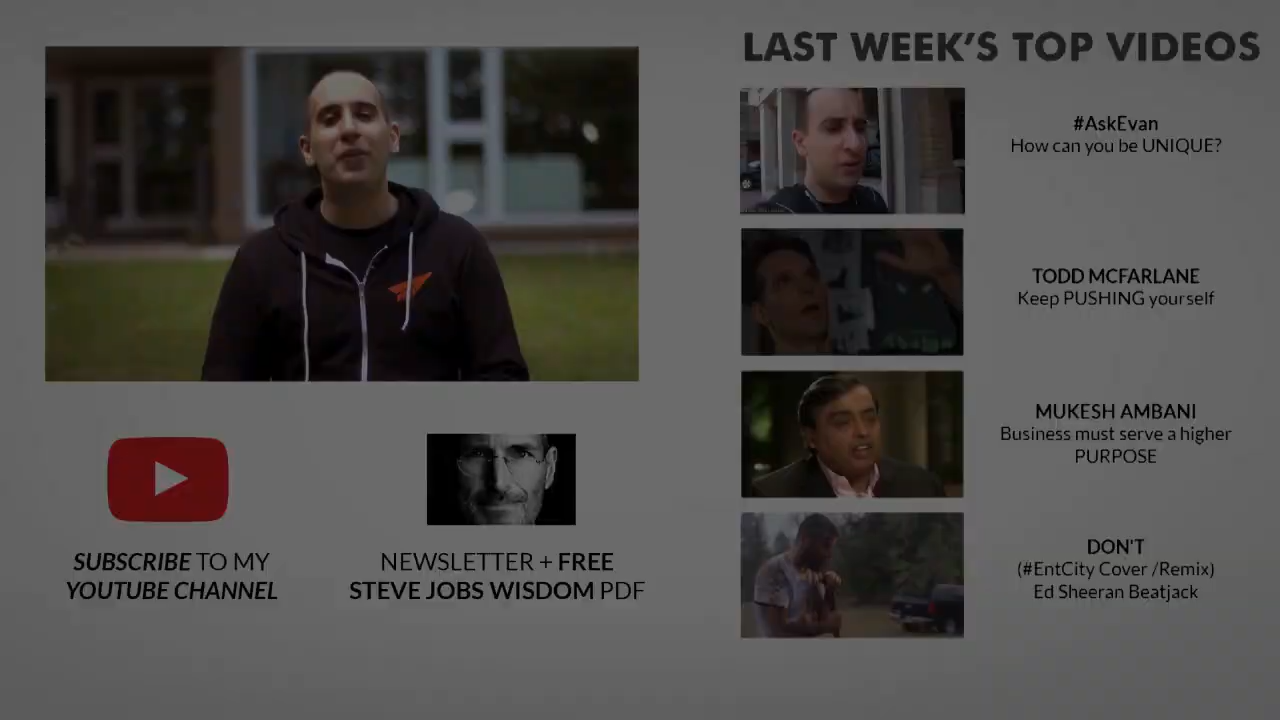 LAST WEEK'S TOP VIDEOS
#AskEvan
How can you be UNIQUE?
TODD MCFARLANE
Keep PUSHING yourself
MUKESH AMBANI
Business must serve a higher
PURPOSE
DON'T
(#EntCity Cover /Remix)
Ed Sheeran Beatjack
SUBSCRIBE TO MY
YOUTUBE CHANNEL
NEWSLETTER + FREE
STEVE JOBS WISDOM PDF